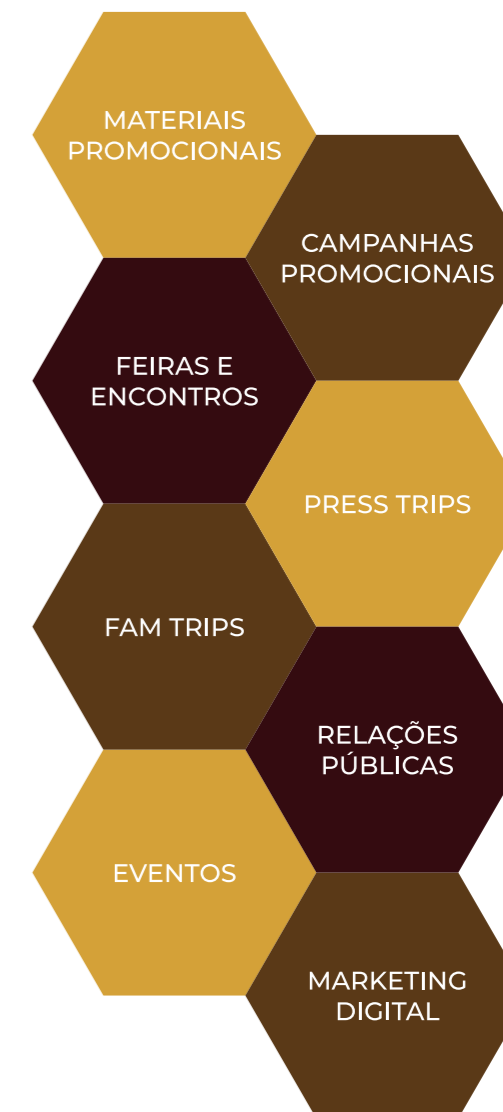 MATERIAIS
PROMOCIONAIS
CAMPANHAS
PROMOCIONAIS
FEIRAS E
ENCONTROS
PRESS TRIPS
FAM TRIPS
RELAÇÕES
PÚBLICAS
EVENTOS
MARKETING
DIGITAL